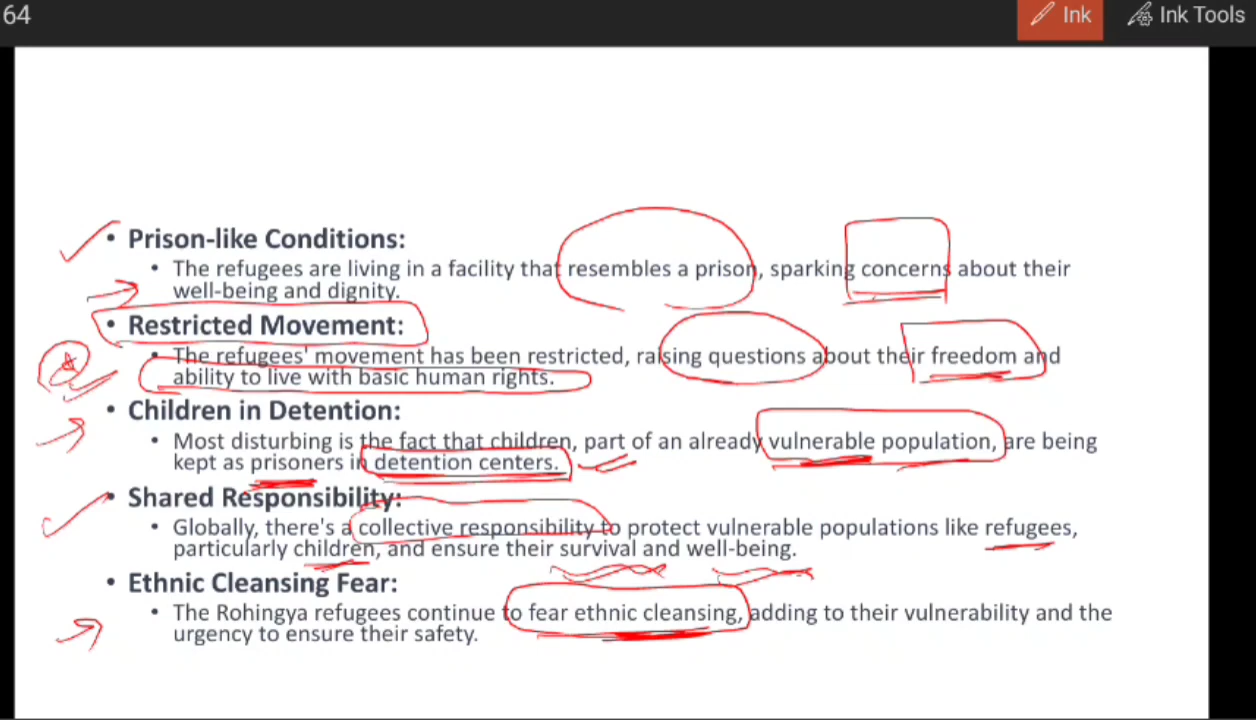 64
Ink
Ink Tools
• Prison-like Conditions:
• The refugees are living in a facility that resembles a prison, sparking concerns about their
well-being and dignity.
• Restricted Movement:
• The refugees' movement has been restricted, raising questions about their freedom and
ability to live with basic human rights.
• Children in Detention:
• Most disturbing is the fact that children, part of an already vulnerable population, are being
kept as prisoners in detention centers.
• Shared Responsibility:
• Globally, there's a collective responsibility to protect vulnerable populations like refugees,
particularly children, and ensure their survival and well-being.
• Ethnic Cleansing Fear:
• The Rohingya refugees continue to fear ethnic cleansing, adding to their vulnerability and the
urgency to ensure their safety.